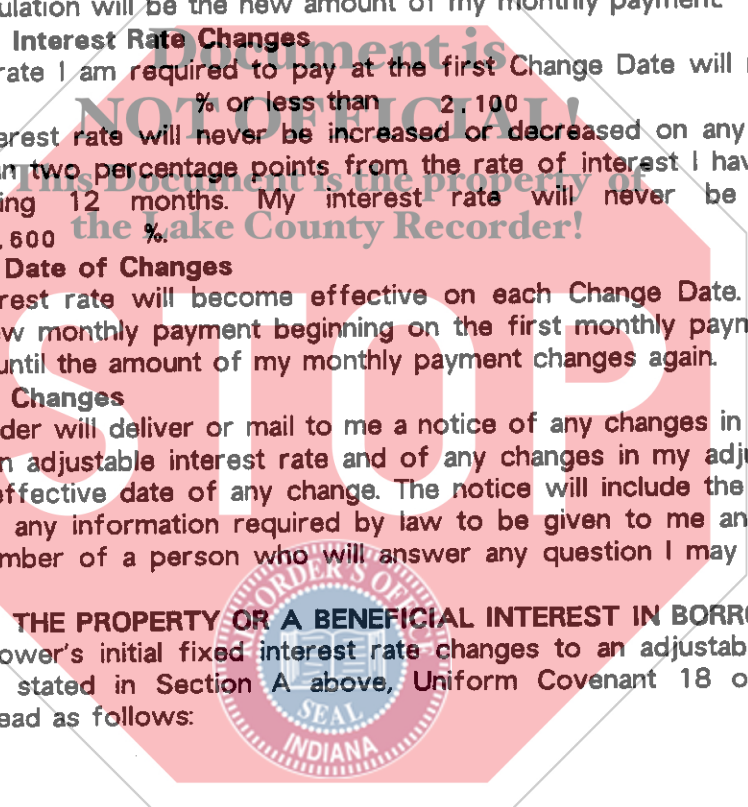 ulation will be the new amount of my monthly payment.
Interest Rate Changes
Document is
rate I am required to pay at the first Change Date will
% or less than 2.100
NOT OFFICIAL!
erest rate will never be increased or decreased on any
an two percentage points from the rate of interest I hav
This Document is the property of
ing 12 months. My interest rate will never be
.600 %.
the Lake County Recorder!
Date of Changes
rest rate will become effective on each Change Date.
ew monthly payment beginning on the first monthly paym
until the amount of my monthly payment changes again.
STOP
Changes
der will deliver or mail to me a notice of any changes in
n adjustable interest rate and of any changes in my adju
effective date of any change. The notice will include the
any information required by law to be given to me an
mber of a person who will answer any question I may
RECORDER'S OFFICE
THE PROPERTY OR A BENEFICIAL INTEREST IN BORRO
ower's initial fixed interest rate changes to an adjustab
stated in Section A above, Uniform Covenant 18 o
ead as follows:
SEAL
INDIANA